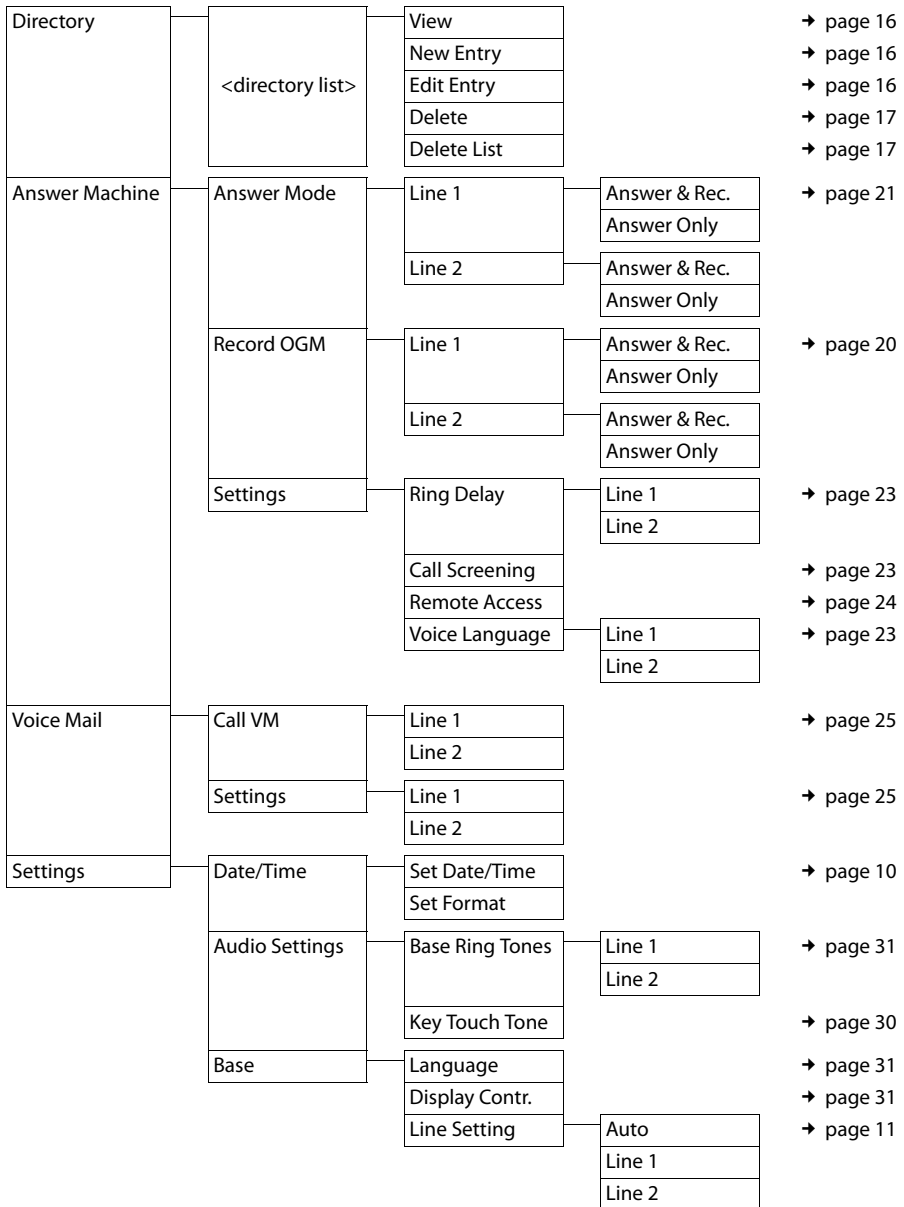 Directory <directory list> View ➔ page 16
New Entry ➔ page 16
Edit Entry ➔ page 16
Delete ➔ page 17
Delete List ➔ page 17
Answer Machine Answer Mode Line 1 Answer & Rec. ➔ page 21
Answer Only
Line 2 Answer & Rec.
Answer Only
Record OGM Line 1 Answer & Rec. ➔ page 20
Answer Only
Line 2 Answer & Rec.
Answer Only
Settings Ring Delay Line 1 ➔ page 23
Line 2
Call Screening ➔ page 23
Remote Access ➔ page 24
Voice Language Line 1 ➔ page 23
Line 2
Voice Mail Call VM Line 1 ➔ page 25
Line 2
Settings Line 1 ➔ page 25
Line 2
Settings Date/Time Set Date/Time ➔ page 10
Set Format
Audio Settings Base Ring Tones Line 1 ➔ page 31
Line 2
Key Touch Tone ➔ page 30
Base Language ➔ page 31
Display Contr. ➔ page 31
Line Setting Auto ➔ page 11
Line 1
Line 2